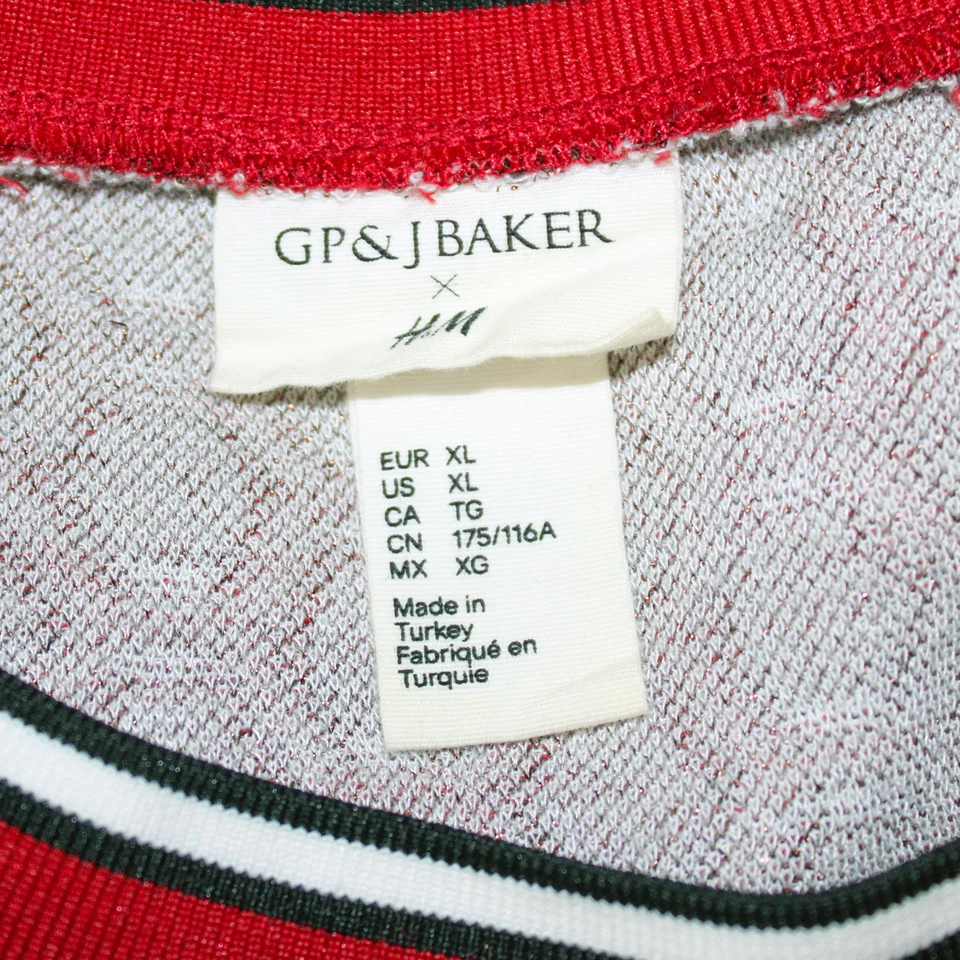 GP & J BAKER
×
H&M
EUR XL
US XL
CA TG
CN 175/116A
MX XG
Made in
Turkey
Fabriqué en
Turquie